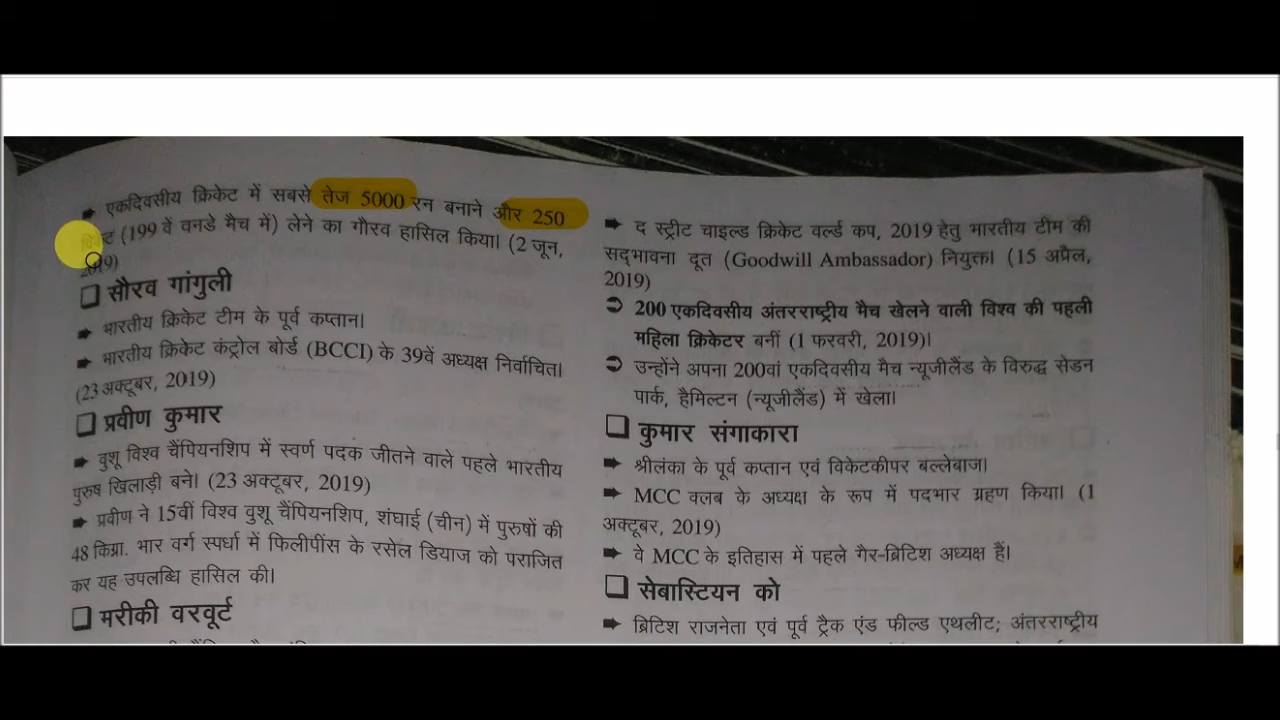 ➡ एकदिवसीय क्रिकेट में सबसे तेज 5000 रन बनाने और 250
विकेट (199 वें वनडे मैच में) लेने का गौरव हासिल किया। (2 जून,
2019)
❑ सौरव गांगुली
➡ भारतीय क्रिकेट टीम के पूर्व कप्तान।
➡ भारतीय क्रिकेट कंट्रोल बोर्ड (BCCI) के 39वें अध्यक्ष निर्वाचित।
(23 अक्टूबर, 2019)
❑ प्रवीण कुमार
➡ वुशू विश्व चैंपियनशिप में स्वर्ण पदक जीतने वाले पहले भारतीय
पुरुष खिलाड़ी बने। (23 अक्टूबर, 2019)
➡ प्रवीण ने 15वीं विश्व वुशू चैंपियनशिप, शंघाई (चीन) में पुरुषों की
48 किग्रा. भार वर्ग स्पर्धा में फिलीपींस के रसेल डियाज को पराजित
कर यह उपलब्धि हासिल की।
❑ मरीकी वरवूर्ट
➡ द स्ट्रीट चाइल्ड क्रिकेट वर्ल्ड कप, 2019 हेतु भारतीय टीम की
सद्भावना दूत (Goodwill Ambassador) नियुक्त। (15 अप्रैल,
2019)
➲ 200 एकदिवसीय अंतरराष्ट्रीय मैच खेलने वाली विश्व की पहली
महिला क्रिकेटर बनीं (1 फरवरी, 2019)।
➲ उन्होंने अपना 200वां एकदिवसीय मैच न्यूजीलैंड के विरुद्ध सेडन
पार्क, हैमिल्टन (न्यूजीलैंड) में खेला।
❑ कुमार संगाकारा
➡ श्रीलंका के पूर्व कप्तान एवं विकेटकीपर बल्लेबाज।
➡ MCC क्लब के अध्यक्ष के रूप में पदभार ग्रहण किया। (1
अक्टूबर, 2019)
➡ वे MCC के इतिहास में पहले गैर-ब्रिटिश अध्यक्ष हैं।
❑ सेबास्टियन को
➡ ब्रिटिश राजनेता एवं पूर्व ट्रैक एंड फील्ड एथलीट; अंतरराष्ट्रीय